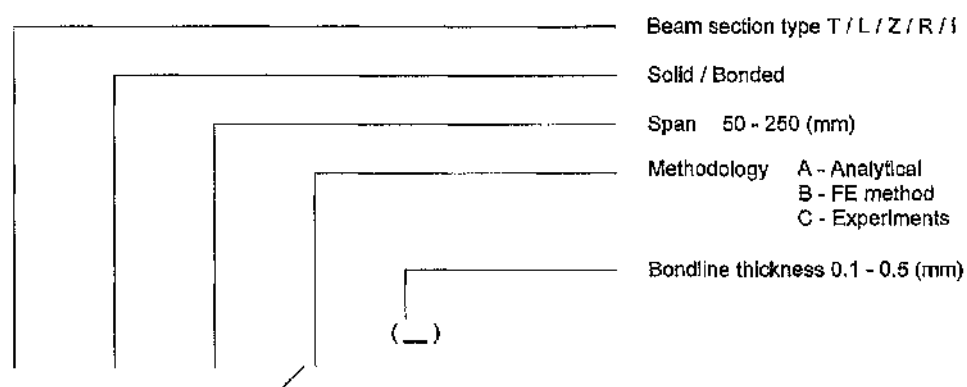 Beam section type T / L / Z / R / I
Solid / Bonded
Span 50 - 250 (mm)
Methodology A - Analytical
B - FE method
C - Experiments
Bondline thickness 0.1 - 0.5 (mm)
(__)
/